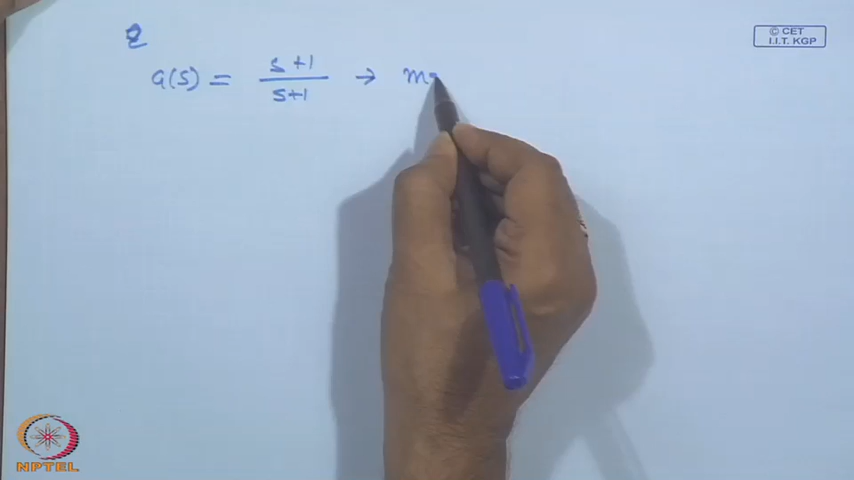 2
G(s) = s+1 / s+1 → m=
© CET
I.I.T. KGP
NPTEL